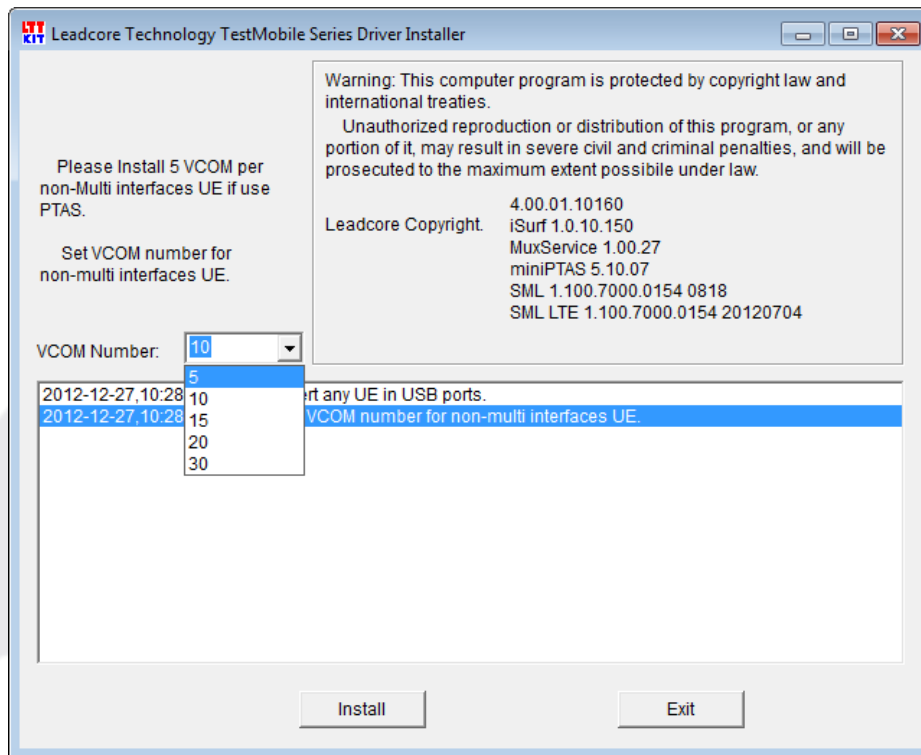 LTT
KIT
Leadcore Technology TestMobile Series Driver Installer
Please Install 5 VCOM per
non-Multi interfaces UE if use
PTAS.
Set VCOM number for
non-multi interfaces UE.
Warning: This computer program is protected by copyright law and
international treaties.
Unauthorized reproduction or distribution of this program, or any
portion of it, may result in severe civil and criminal penalties, and will be
prosecuted to the maximum extent possibile under law.
Leadcore Copyright.
4.00.01.10160
iSurf 1.0.10.150
MuxService 1.00.27
miniPTAS 5.10.07
SML 1.100.7000.0154 0818
SML LTE 1.100.7000.0154 20120704
VCOM Number: 10
5
10
15
20
30
2012-12-27,10:28 any UE in USB ports.
2012-12-27,10:28 VCOM number for non-multi interfaces UE.
Install
Exit